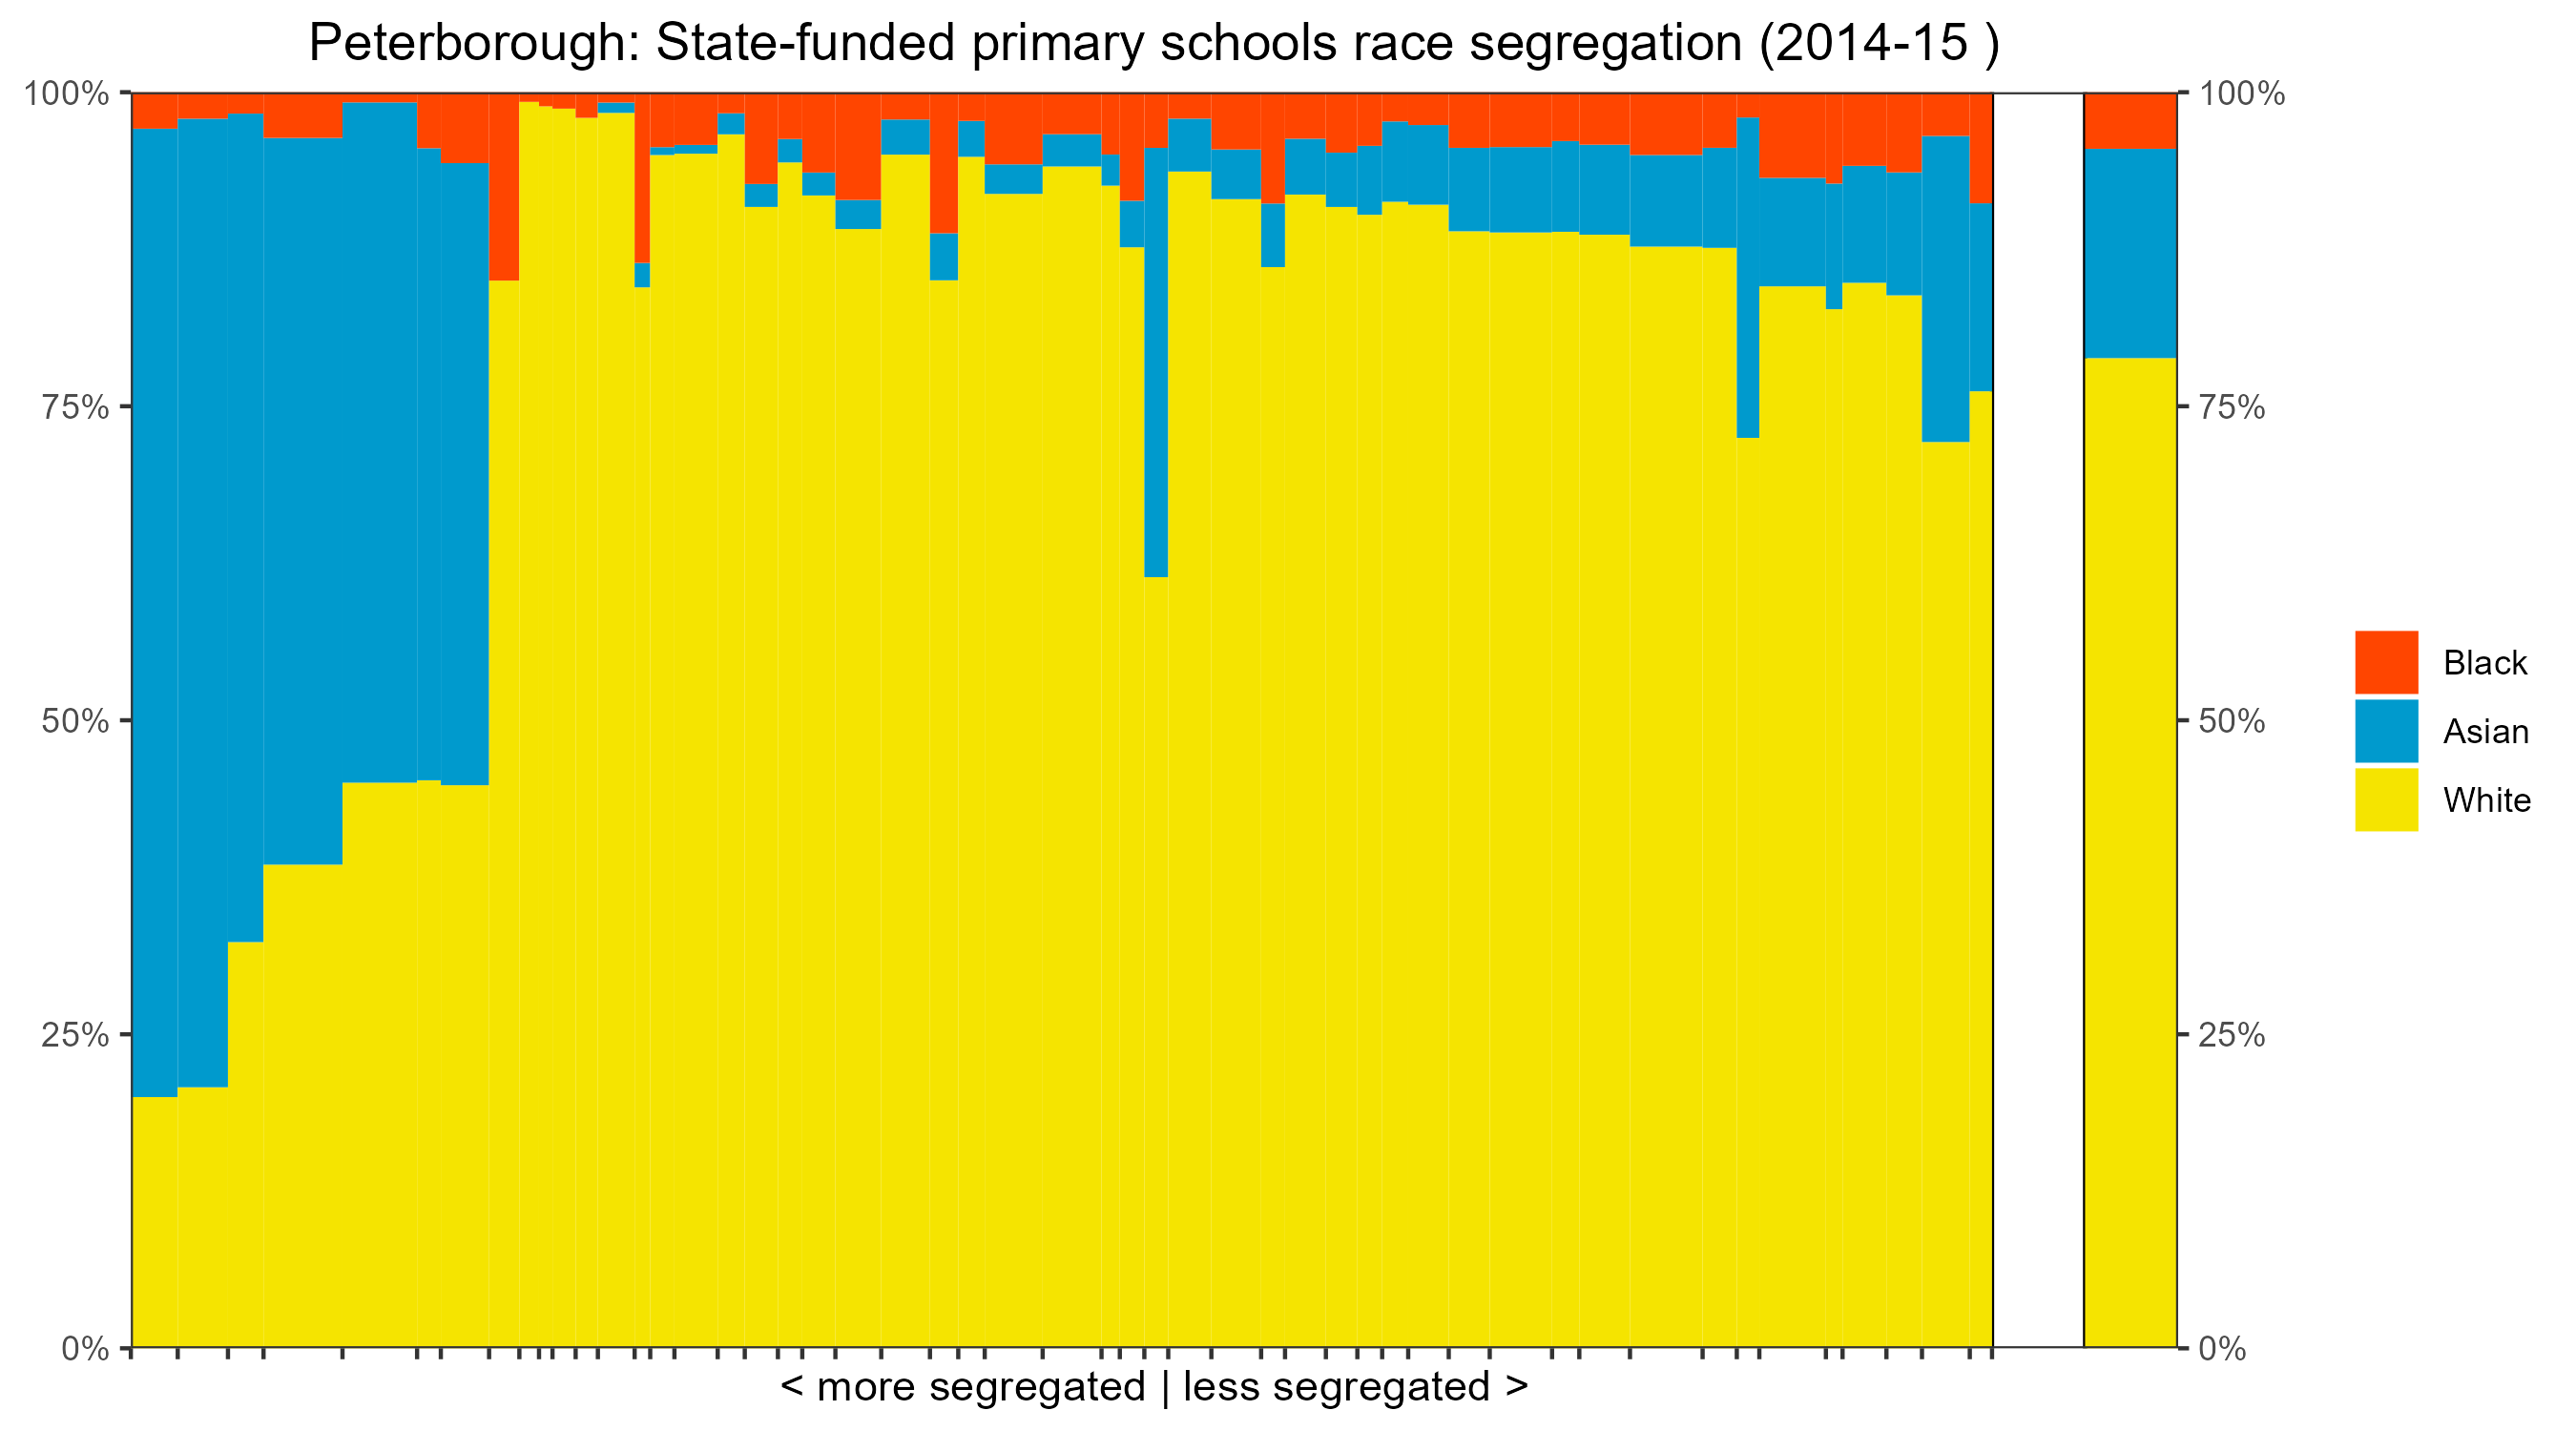 Peterborough: State-funded primary schools race segregation (2014-15 )
100%
75%
50%
25%
0%
100%
75%
50%
25%
0%
Black
Asian
White
< more segregated | less segregated >